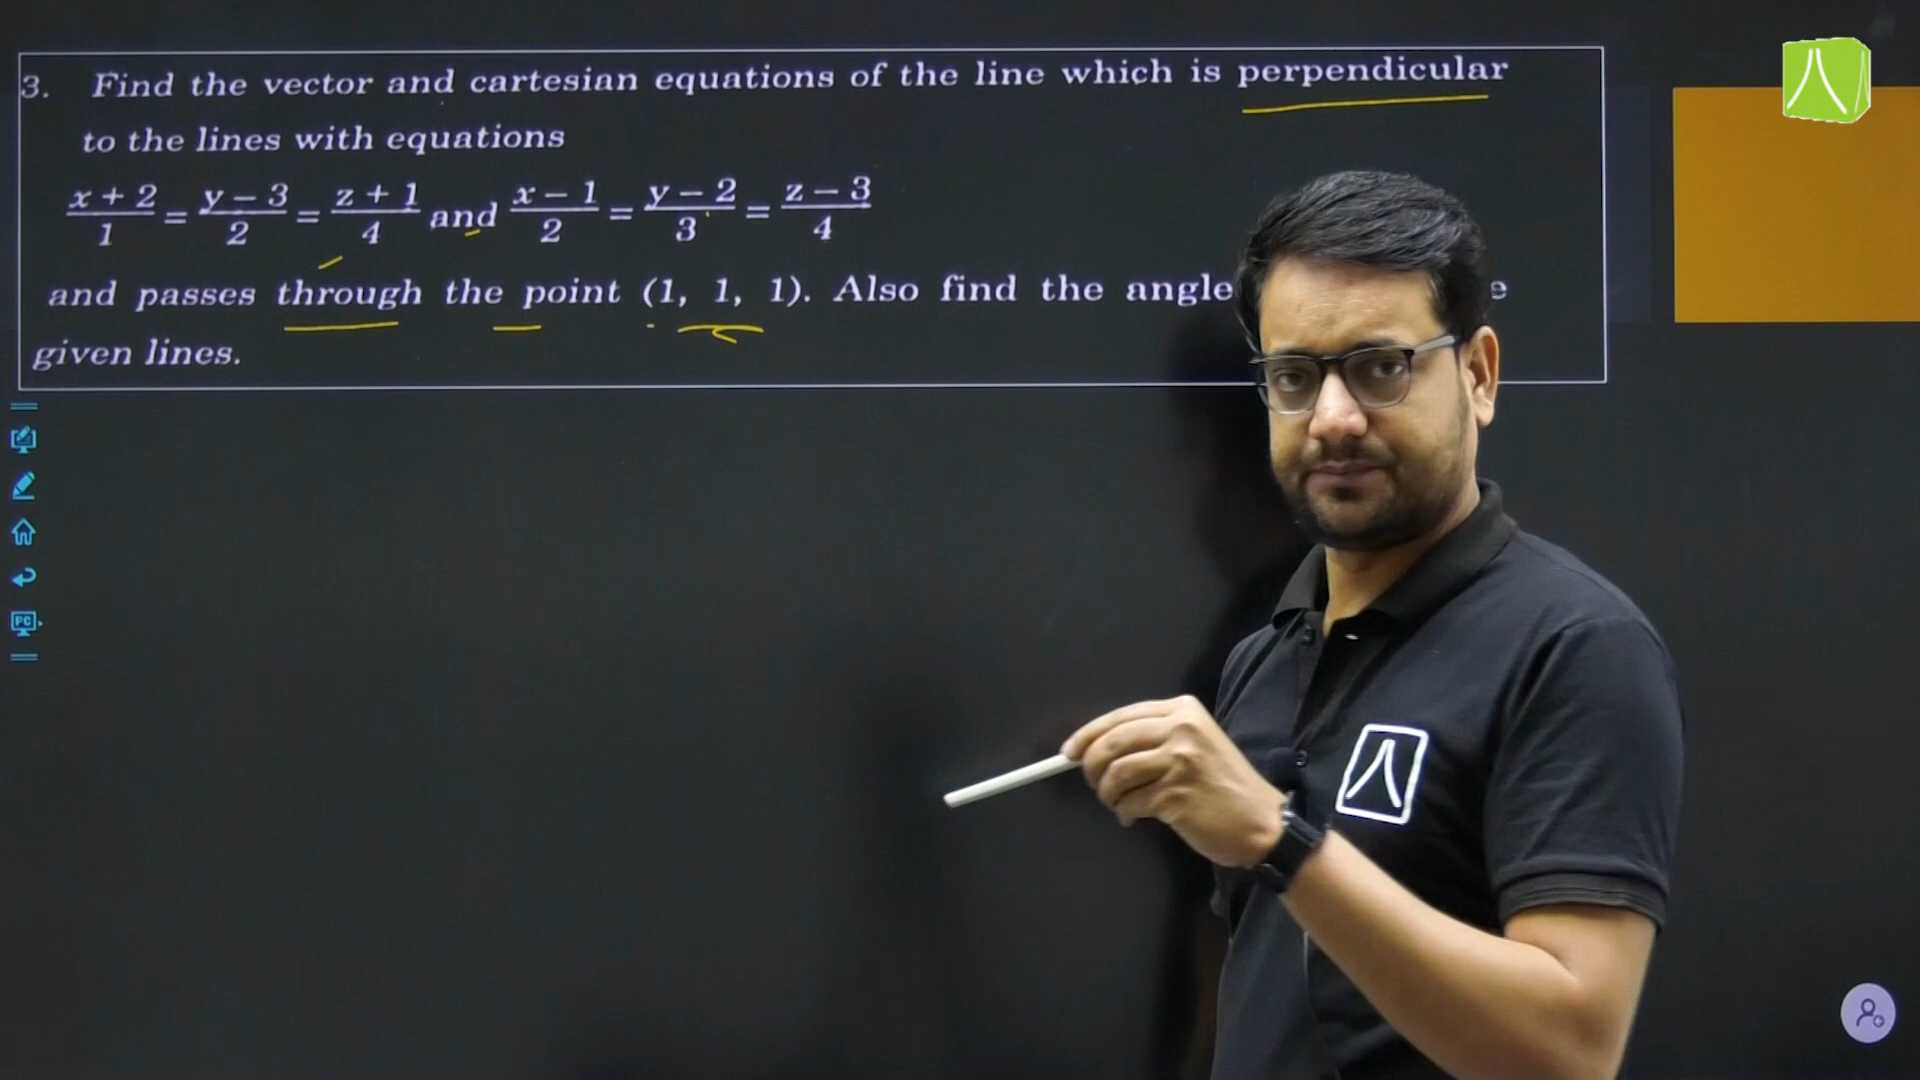 3. Find the vector and cartesian equations of the line which is perpendicular
to the lines with equations
x + 2 / 1 = y – 3 / 2 = z + 1 / 4 and x – 1 / 2 = y – 2 / 3 = z – 3 / 4
and passes through the point (1, 1, 1). Also find the angle e
given lines.
PC